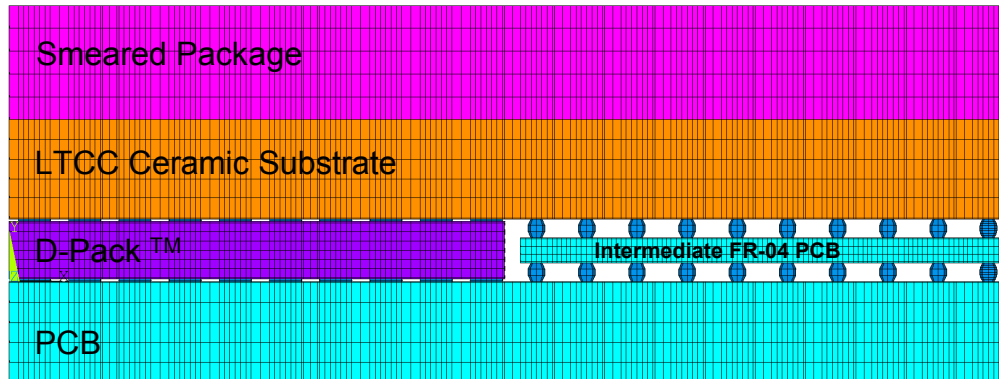 Smeared Package
LTCC Ceramic Substrate
Y
D-Pack ™
Intermediate FR-04 PCB
X
PCB